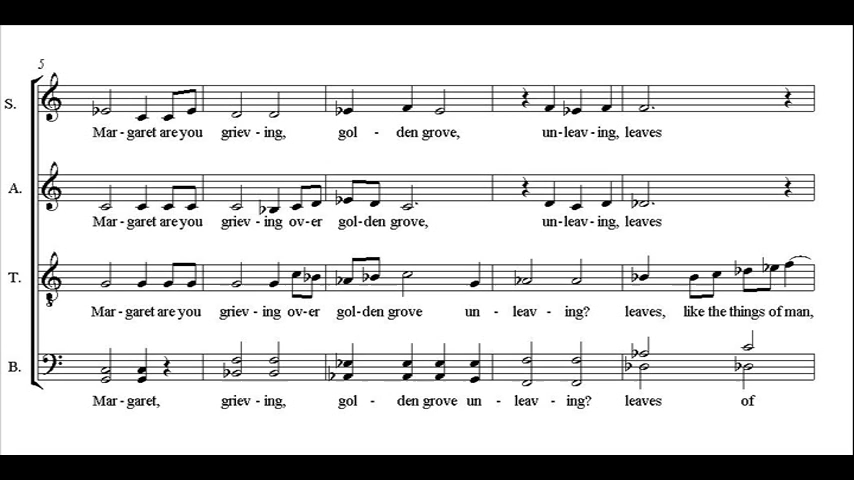 5
S.
Mar - garet are you griev - ing, gol - den grove, un - leav - ing, leaves
A.
Mar - garet are you griev - ing ov - er gol - den grove, un - leav - ing, leaves
T.
Mar - garet are you griev - ing ov - er gol - den grove un - leav - ing? leaves, like the things of man,
B.
Mar - garet, griev - ing, gol - den grove un - leav - ing? leaves of